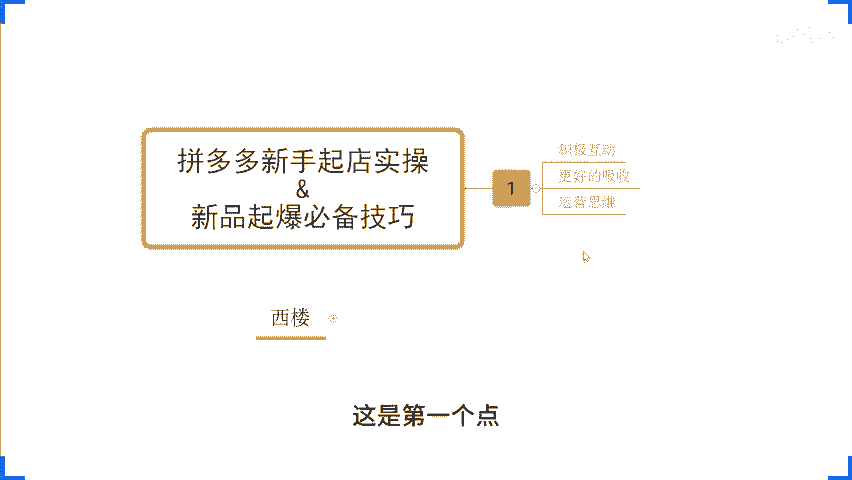 拼多多新手起店实操
&
新品起爆必备技巧
1
积极互动
更好的吸收
运营思维
西楼
这是第一个点